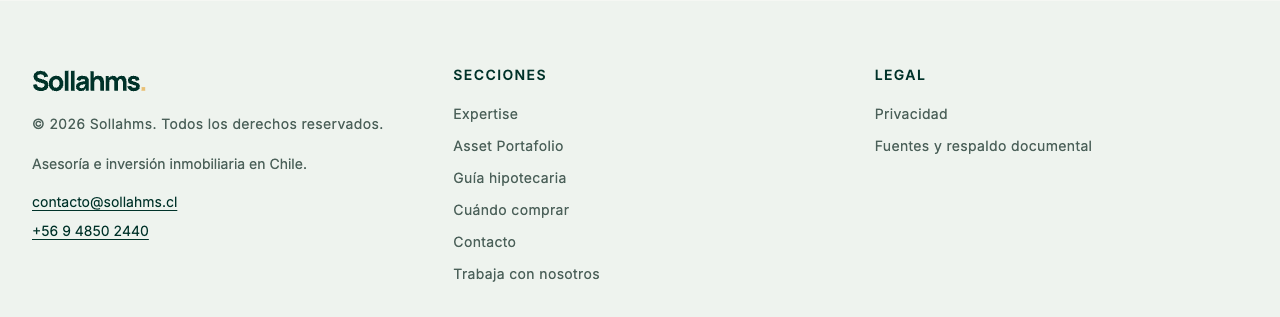 Sollahms.
© 2026 Sollahms. Todos los derechos reservados.
Asesoría e inversión inmobiliaria en Chile.
contacto@sollahms.cl
+56 9 4850 2440
SECCIONES
Expertise
Asset Portafolio
Guía hipotecaria
Cuándo comprar
Contacto
Trabaja con nosotros
LEGAL
Privacidad
Fuentes y respaldo documental